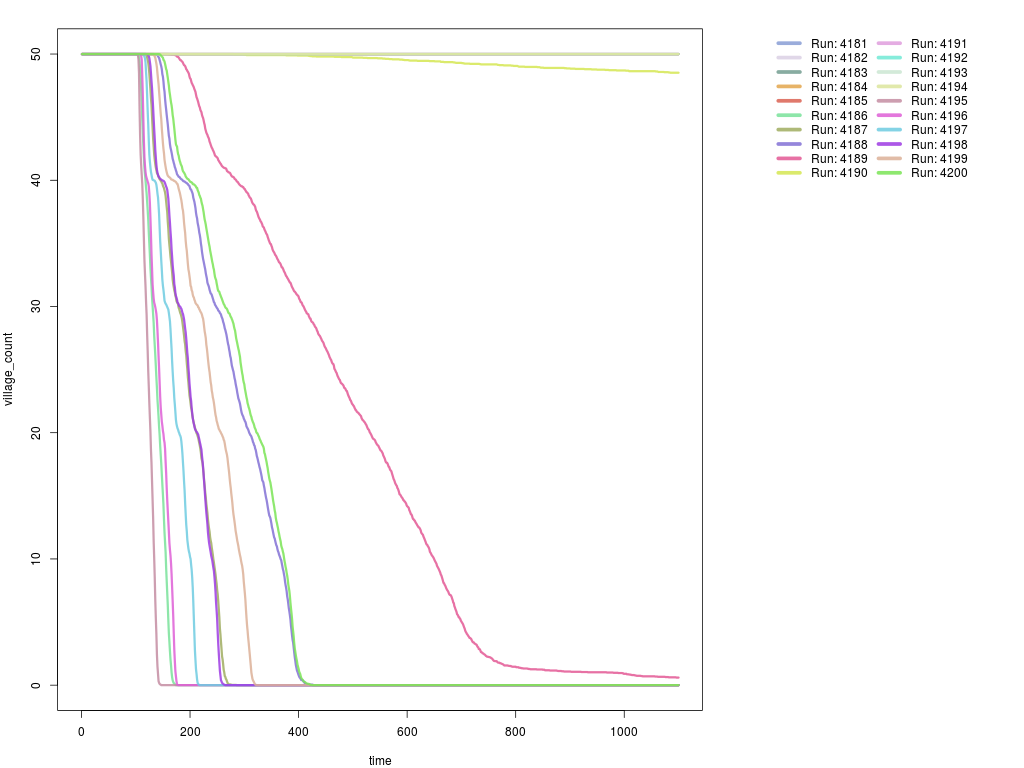 village_count
50
40
30
20
10
0
0 200 400 600 800 1000
time
Run: 4181 Run: 4191
Run: 4182 Run: 4192
Run: 4183 Run: 4193
Run: 4184 Run: 4194
Run: 4185 Run: 4195
Run: 4186 Run: 4196
Run: 4187 Run: 4197
Run: 4188 Run: 4198
Run: 4189 Run: 4199
Run: 4190 Run: 4200